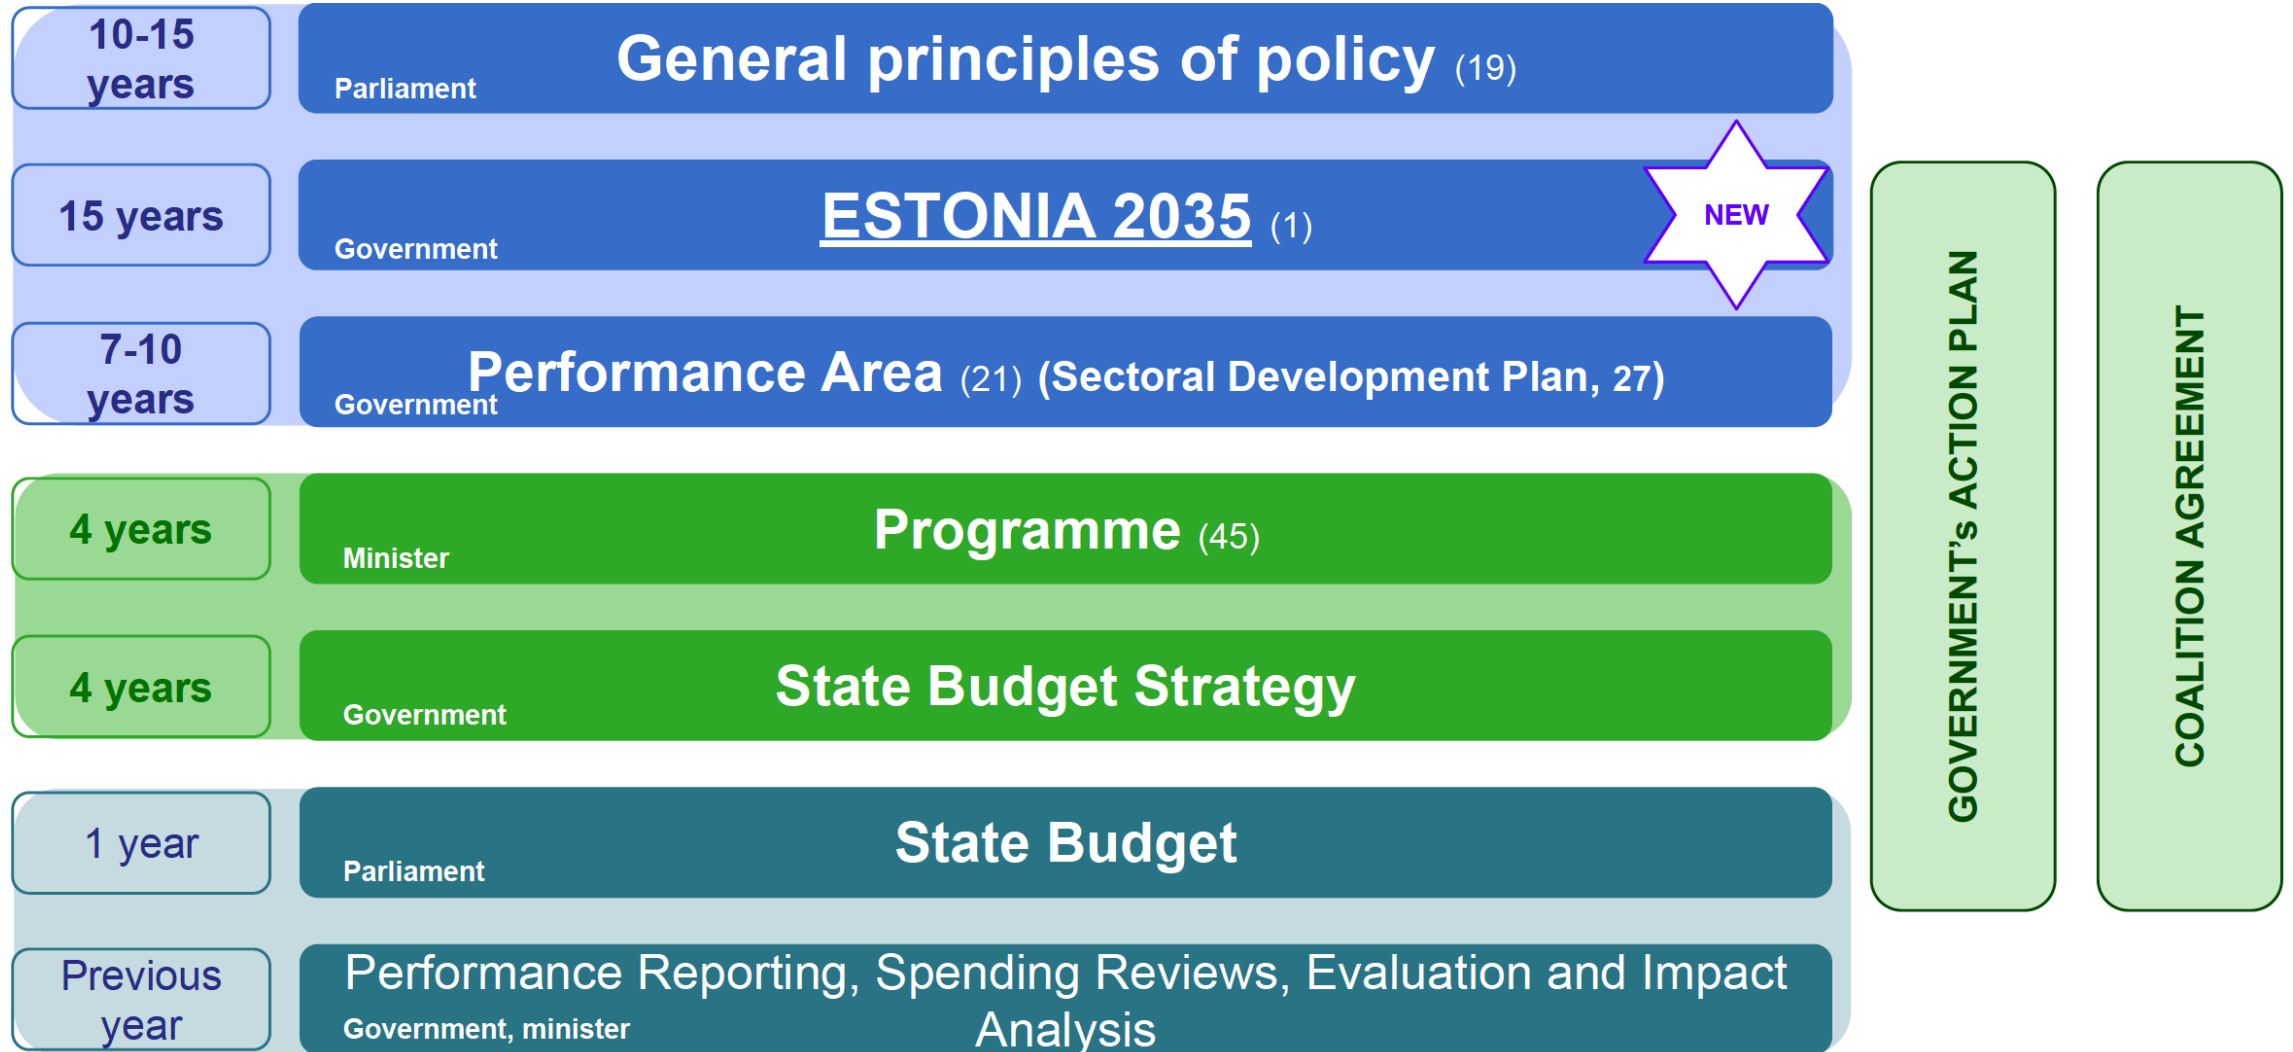 10-15
years
General principles of policy (19)
Parliament
15 years
ESTONIA 2035 (1)
Government
NEW
7-10
years
Performance Area (21) (Sectoral Development Plan, 27)
Government
4 years
Programme (45)
Minister
4 years
State Budget Strategy
Government
1 year
State Budget
Parliament
Previous
year
Performance Reporting, Spending Reviews, Evaluation and Impact
Analysis
Government, minister
GOVERNMENT's ACTION PLAN
COALITION AGREEMENT